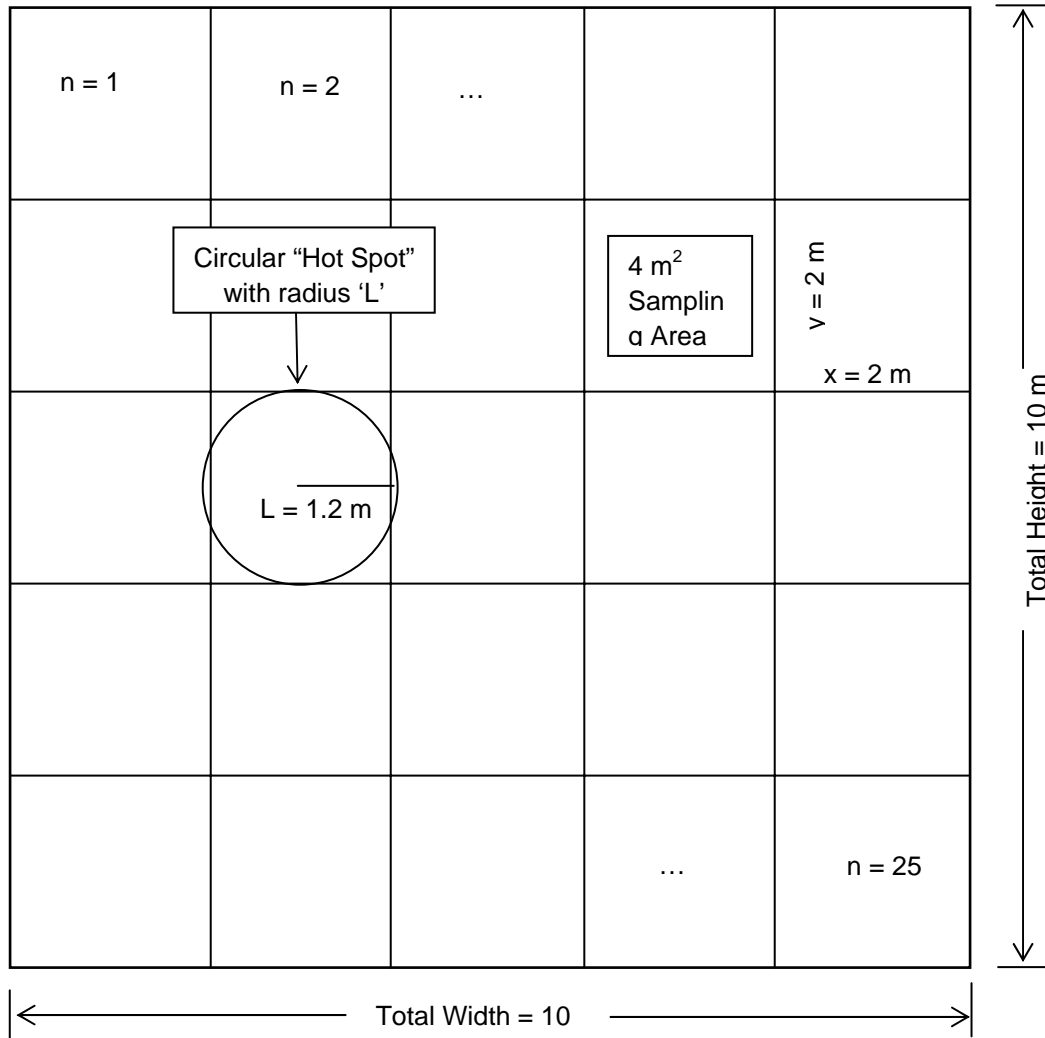 n = 1
n = 2
…
Circular “Hot Spot”
with radius ‘L’
4 m²
Samplin
g Area
y = 2 m
x = 2 m
L = 1.2 m
Total Height = 10 m
…
n = 25
Total Width = 10